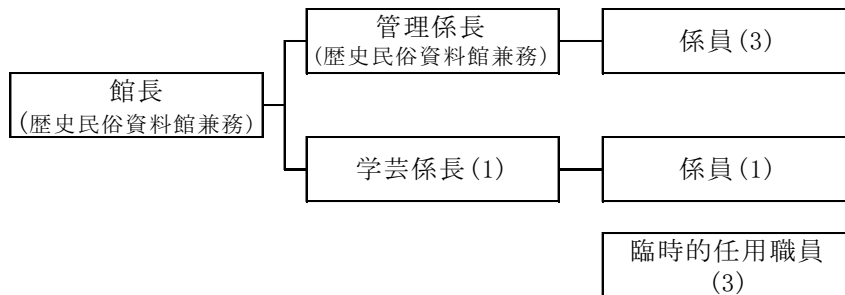 管理係長
(歴史民俗資料館兼務)
係員(3)
館長
(歴史民俗資料館兼務)
学芸係長(1)
係員(1)
臨時的任用職員
(3)